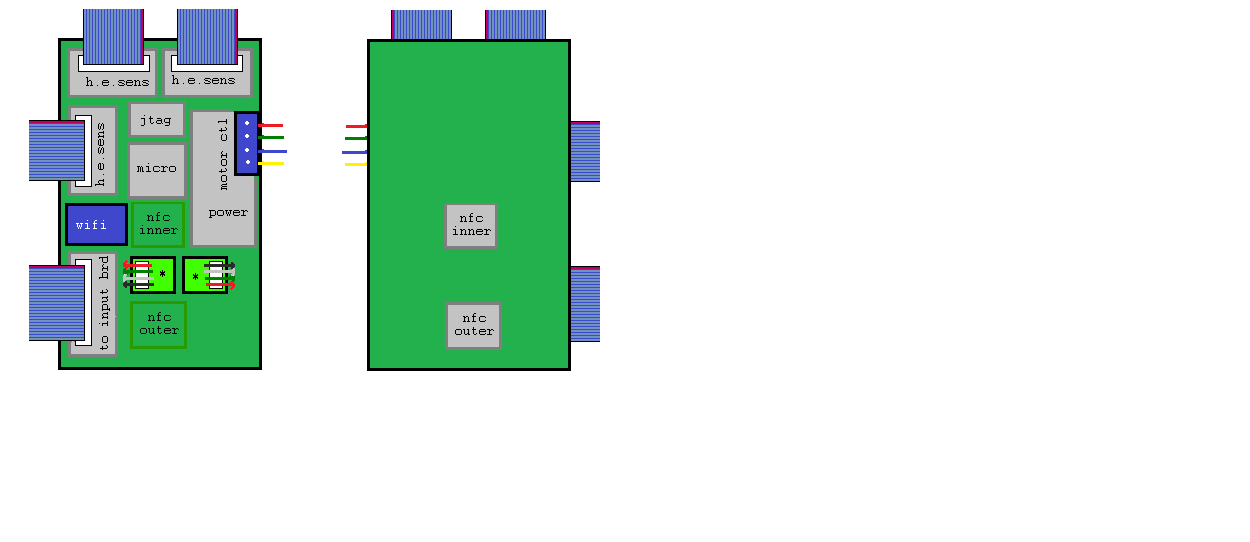 h.e.sens
h.e.sens
h.e.sens
jtag
motor ctl
micro
power
wifi
nfc
inner
to input brd
*
*
nfc
outer
nfc
inner
nfc
outer